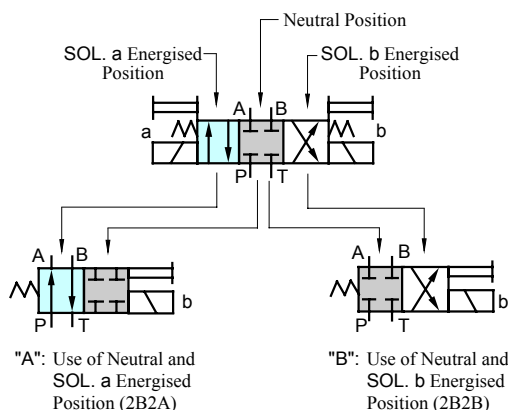 Neutral Position
SOL. a Energised
Position
SOL. b Energised
Position
A B
a
b
P T
A B
b
P T
A B
b
P T
"A": Use of Neutral and
SOL. a Energised
Position (2B2A)
"B": Use of Neutral and
SOL. b Energised
Position (2B2B)